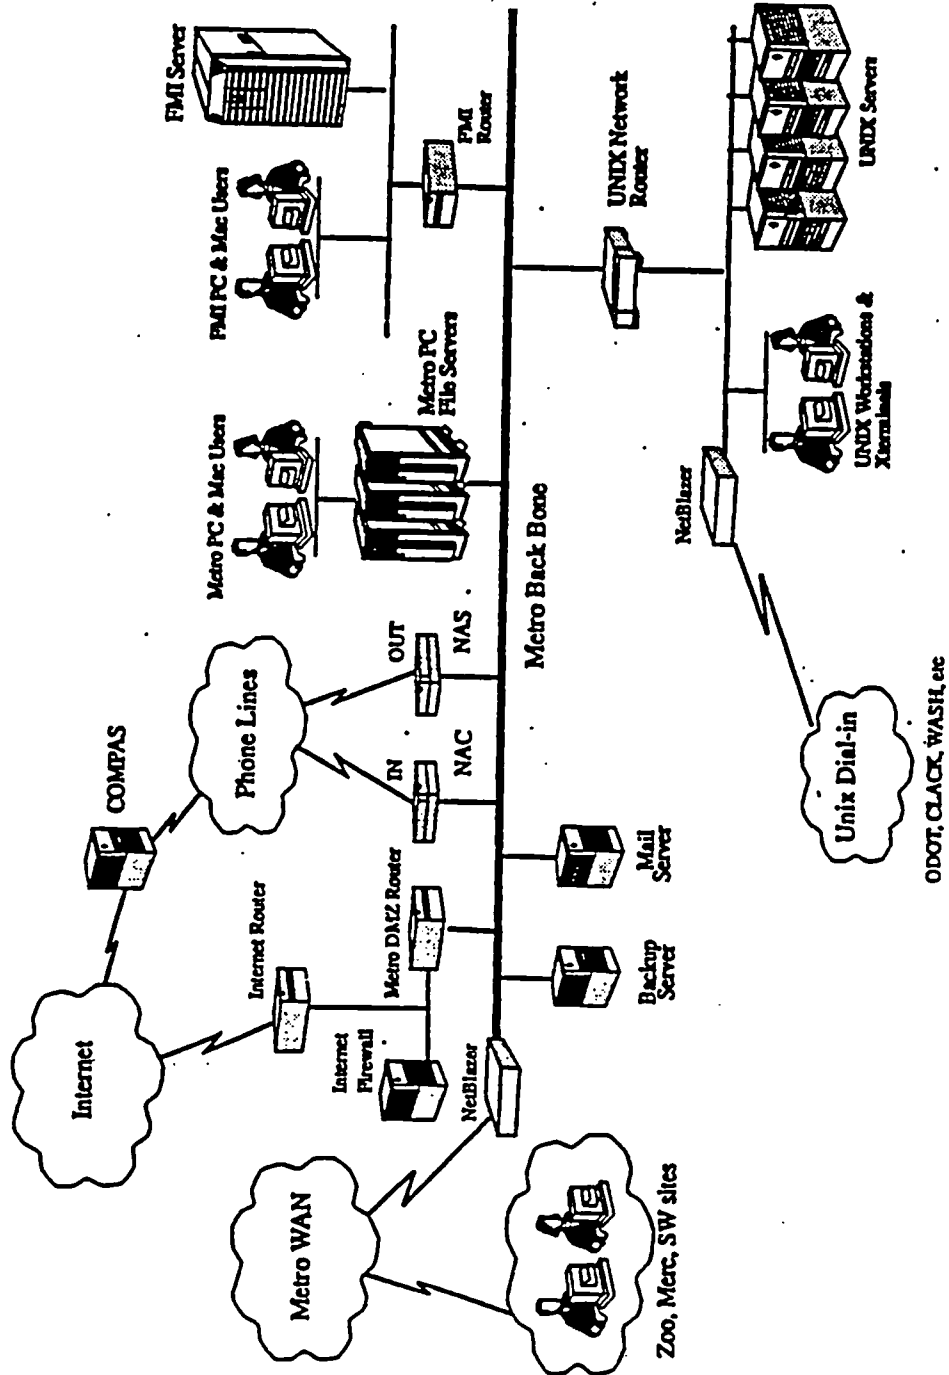 Internet
COMPAS
Phone Lines
Metro PC & Mac Users
FMI PC & Mac Users
FMI Server
Internet Router
Internet
Firewall
Metro DMZ Router
IN
OUT
NAC
NAS
Metro PC
File Servers
FMI
Router
Metro WAN
NetBlazer
Metro Back Bone
Zoo, Merc, SW sites
Backup
Server
Mail
Server
UNIX Network
Router
NetBlazer
Unix Dial-in
ODOT, CLACK, WASH, etc
UNIX Workstations &
Xterminals
UNIX Servers